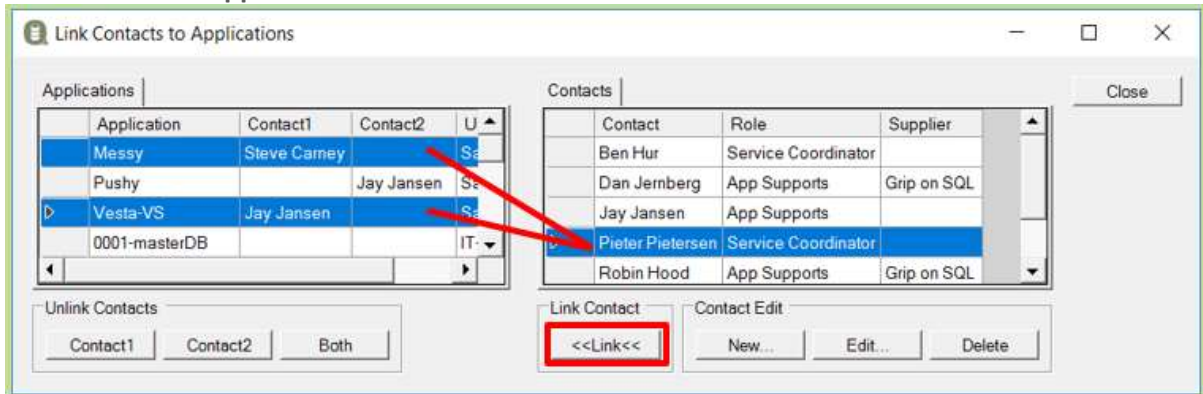 Link Contacts to Applications
Applications
Contacts
Close
Application Contact1 Contact2 U
Messy Steve Carney Sa
Pushy Jay Jansen Sa
Vesta-VS Jay Jansen Sa
0001-masterDB IT-
Contact Role Supplier
Ben Hur Service Coordinator
Dan Jernberg App Supports Grip on SQL
Jay Jansen App Supports
Pieter Pietersen Service Coordinator
Robin Hood App Supports Grip on SQL
Unlink Contacts
Contact1 Contact2 Both
Link Contact
<<Link<<
Contact Edit
New... Edit... Delete